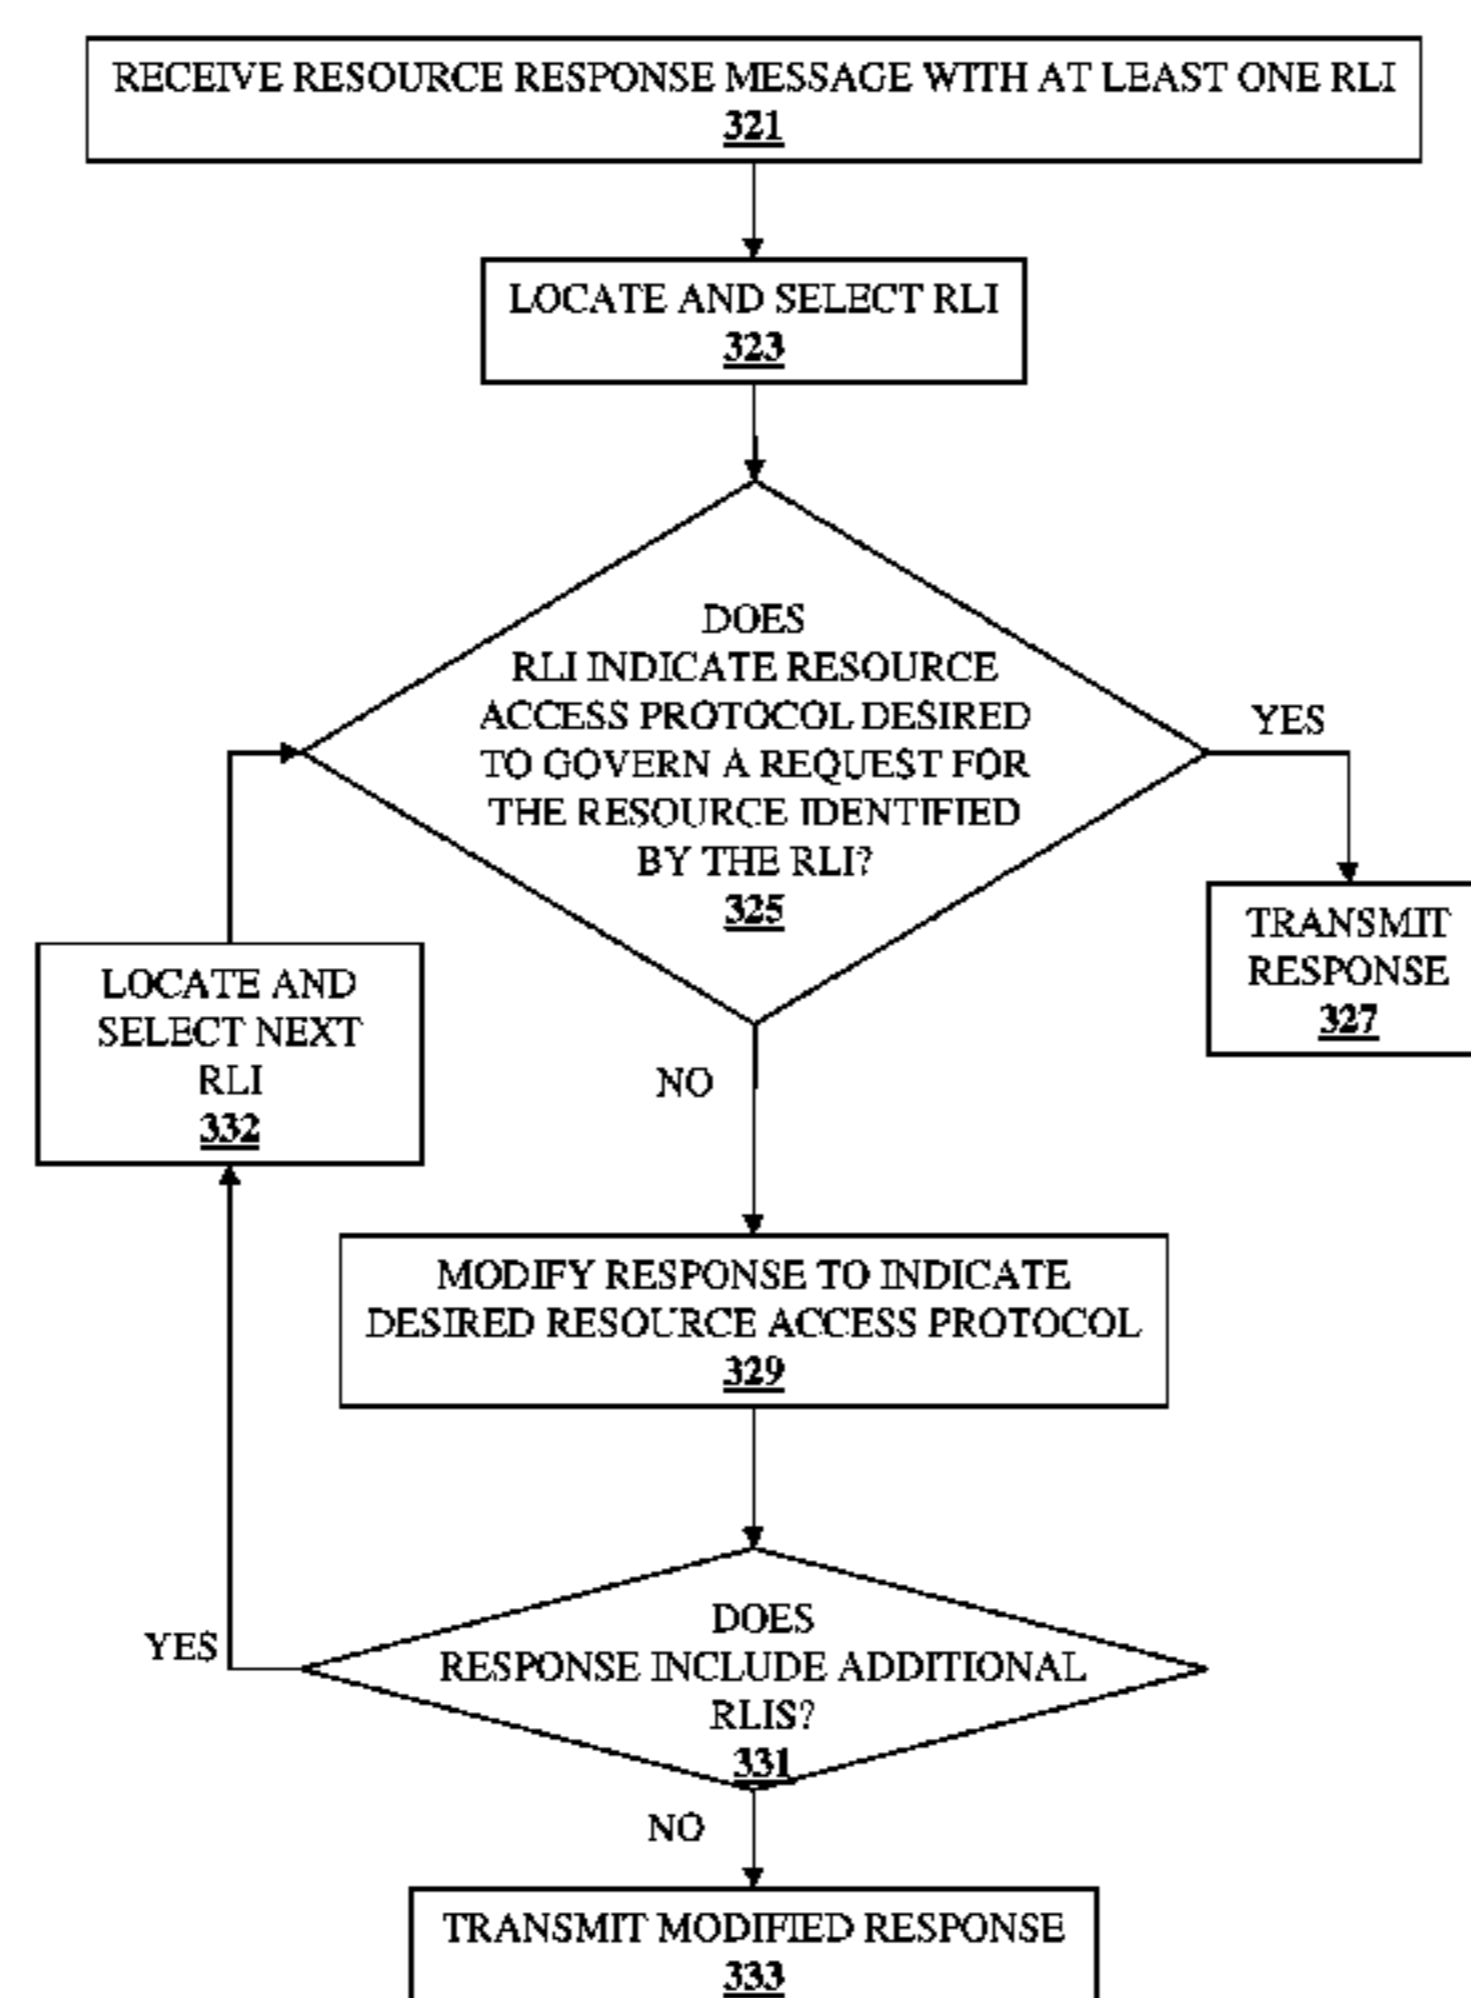 RECEIVE RESOURCE RESPONSE MESSAGE WITH AT LEAST ONE RLI
321
LOCATE AND SELECT RLI
323
DOES
RLI INDICATE RESOURCE
ACCESS PROTOCOL DESIRED
TO GOVERN A REQUEST FOR
THE RESOURCE IDENTIFIED
BY THE RLI?
325
YES
TRANSMIT
RESPONSE
327
LOCATE AND
SELECT NEXT
RLI
332
NO
MODIFY RESPONSE TO INDICATE
DESIRED RESOURCE ACCESS PROTOCOL
329
YES
DOES
RESPONSE INCLUDE ADDITIONAL
RLIS?
331
NO
TRANSMIT MODIFIED RESPONSE
333